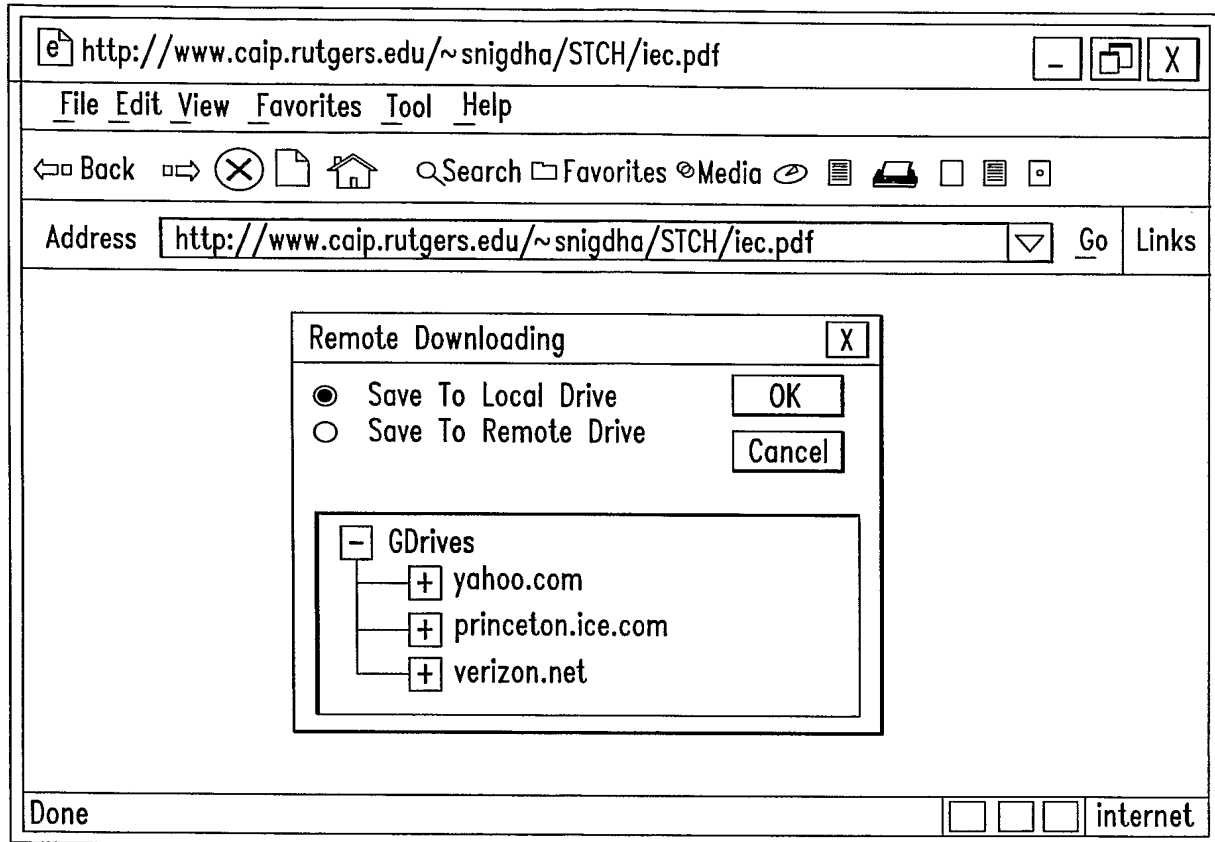 http://www.caip.rutgers.edu/~snigdha/STCH/iec.pdf
File Edit View Favorites Tool Help
Back Search Favorites Media
Address http://www.caip.rutgers.edu/~snigdha/STCH/iec.pdf Go Links
Remote Downloading X
Save To Local Drive OK
Save To Remote Drive
Cancel
GDrives
yahoo.com
princeton.ice.com
verizon.net
Done internet